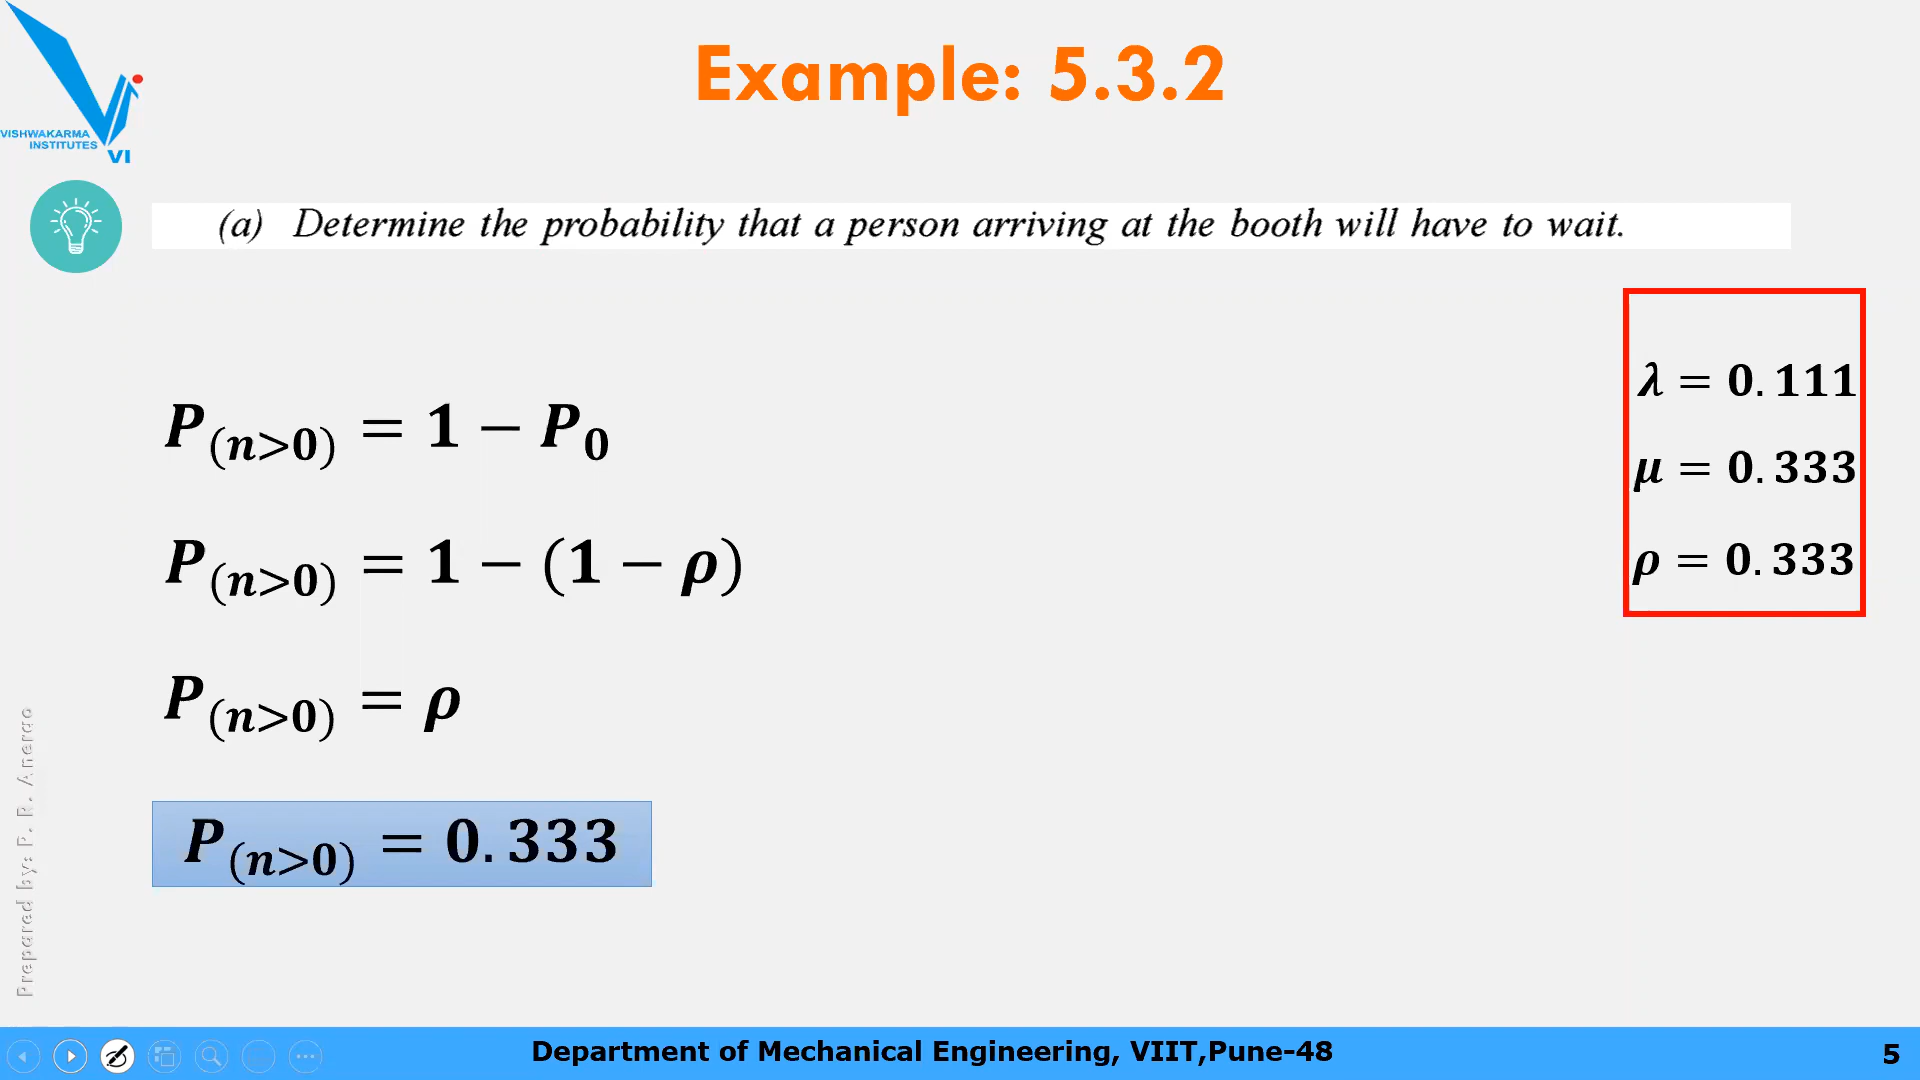 Example: 5.3.2
VISHWAKARMA
INSTITUTES
VI
(a) Determine the probability that a person arriving at the booth will have to wait.
P(n>0) = 1 − P0
P(n>0) = 1 − (1 − ρ)
P(n>0) = ρ
P(n>0) = 0.333
λ = 0.111
μ = 0.333
ρ = 0.333
Prepared by: P. R. Anerao
Department of Mechanical Engineering, VIIT,Pune-48
5